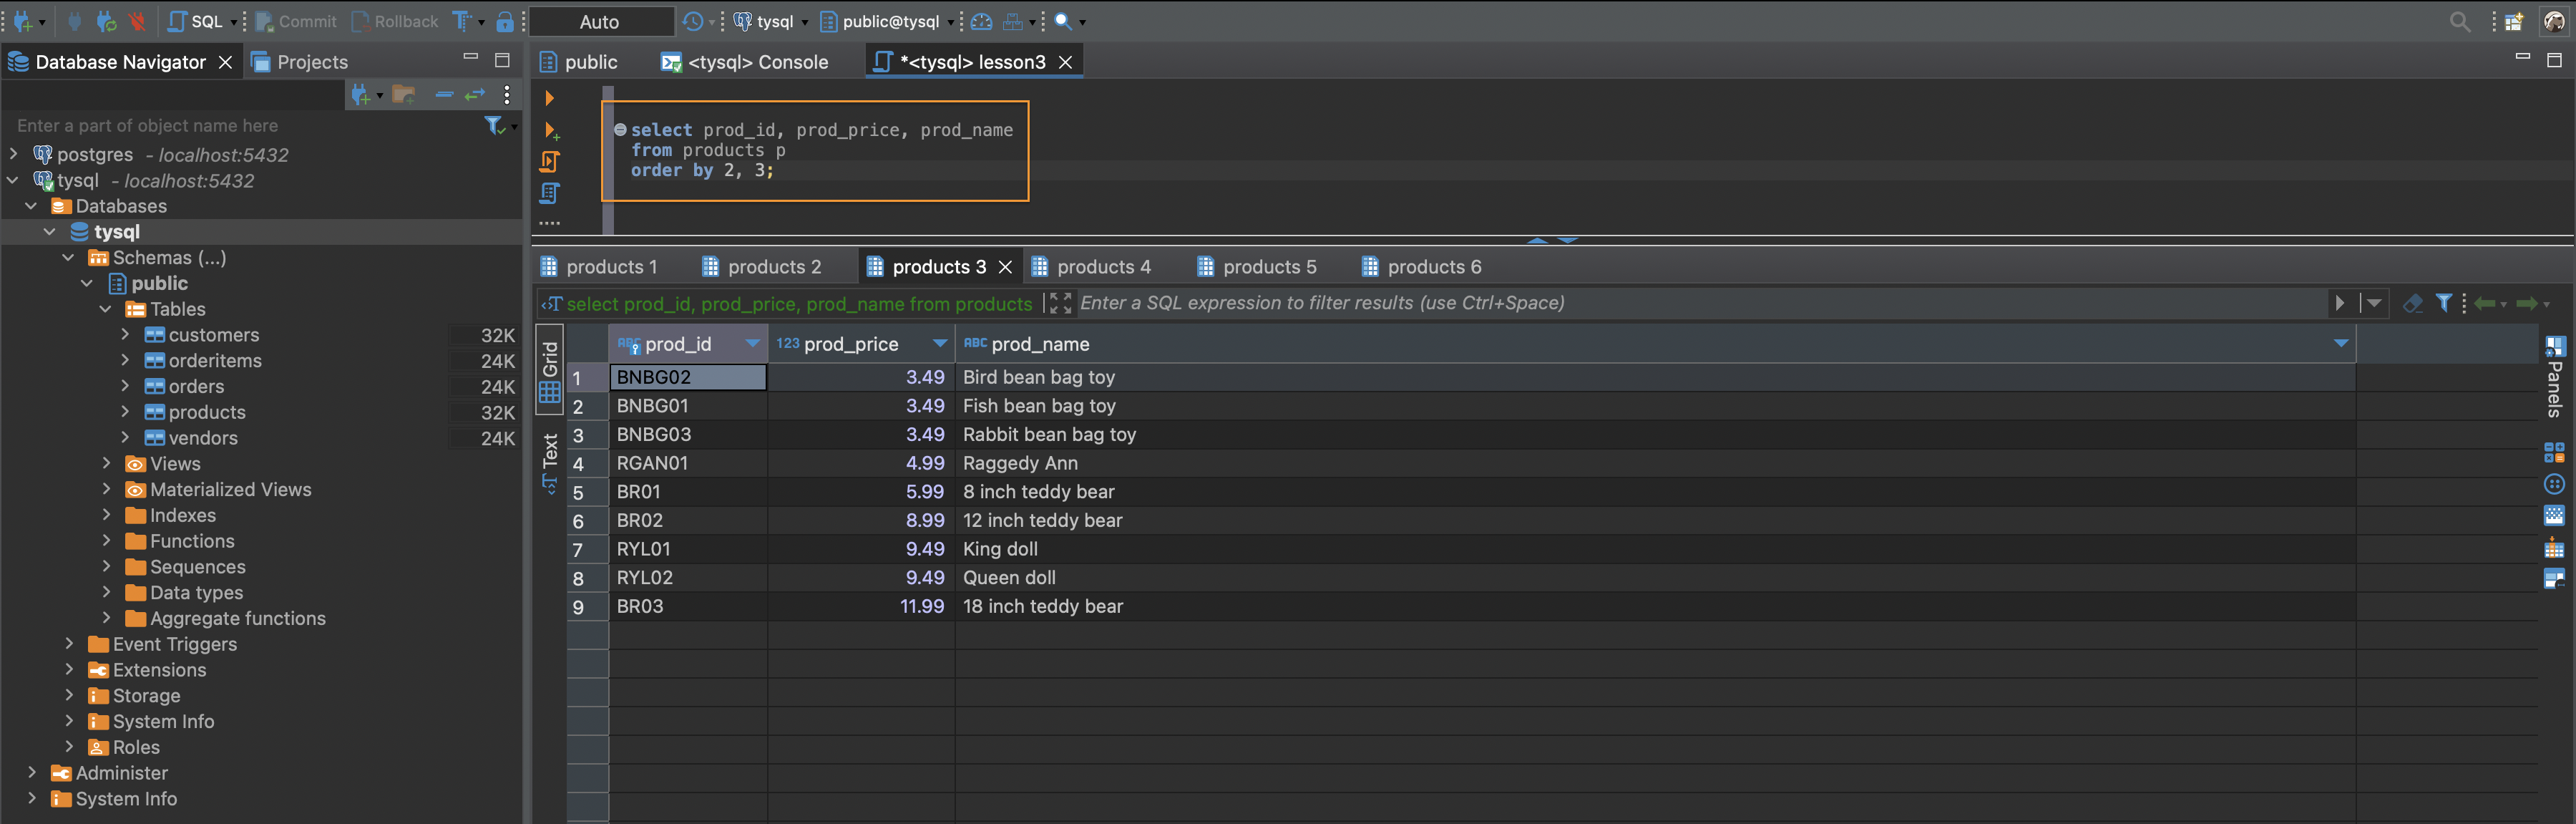 SQL
Commit
Rollback
Auto
tysql
public@tysql
Database Navigator
Projects
Enter a part of object name here
postgres - localhost:5432
tysql - localhost:5432
Databases
tysql
Schemas (...)
public
Tables
customers 32K
orderitems 24K
orders 24K
products 32K
vendors 24K
Views
Materialized Views
Indexes
Functions
Sequences
Data types
Aggregate functions
Event Triggers
Extensions
Storage
System Info
Roles
Administer
System Info
public
<tysql> Console
*<tysql> lesson3
select prod_id, prod_price, prod_name
from products p
order by 2, 3;
products 1
products 2
products 3
products 4
products 5
products 6
select prod_id, prod_price, prod_name from products
Enter a SQL expression to filter results (use Ctrl+Space)
Grid
Text
Panels
ABC prod_id 123 prod_price ABC prod_name
1 BNBG02 3.49 Bird bean bag toy
2 BNBG01 3.49 Fish bean bag toy
3 BNBG03 3.49 Rabbit bean bag toy
4 RGAN01 4.99 Raggedy Ann
5 BR01 5.99 8 inch teddy bear
6 BR02 8.99 12 inch teddy bear
7 RYL01 9.49 King doll
8 RYL02 9.49 Queen doll
9 BR03 11.99 18 inch teddy bear